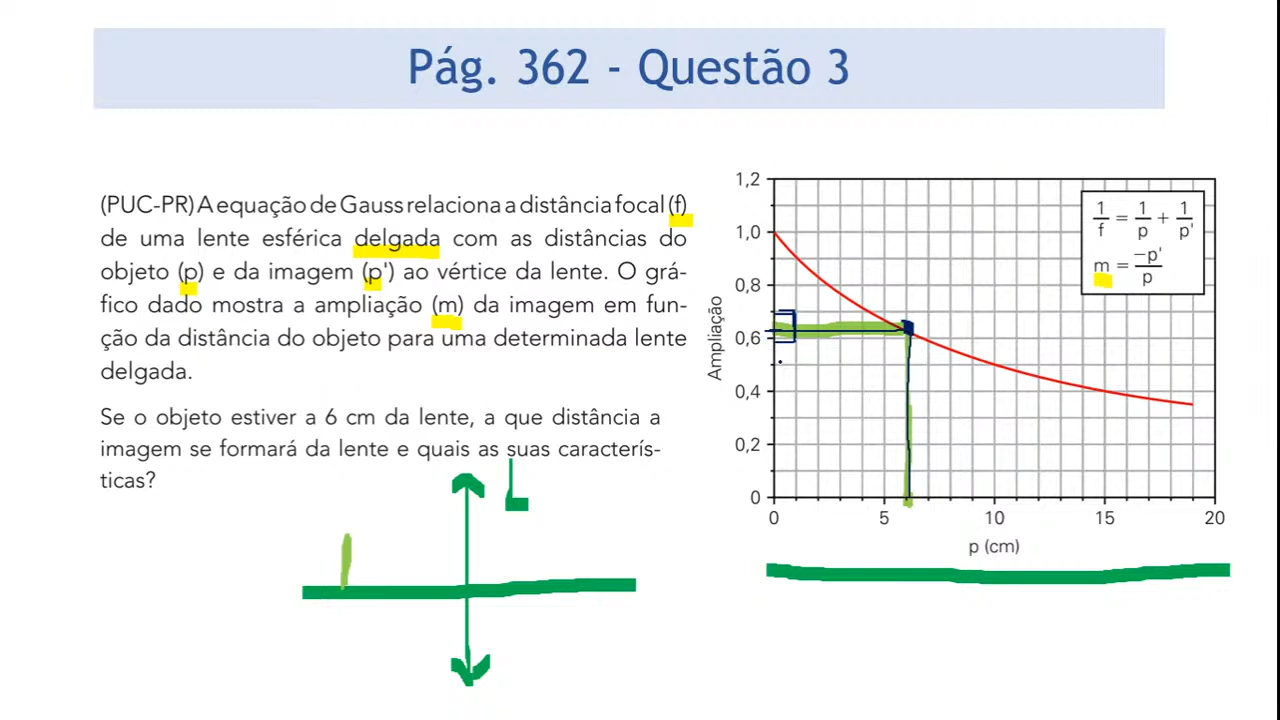 Pág. 362 - Questão 3
(PUC-PR) A equação de Gauss relaciona a distância focal (f)
de uma lente esférica delgada com as distâncias do
objeto (p) e da imagem (p') ao vértice da lente. O grá-
fico dado mostra a ampliação (m) da imagem em fun-
ção da distância do objeto para uma determinada lente
delgada.
Se o objeto estiver a 6 cm da lente, a que distância a
imagem se formará da lente e quais as suas caracterís-
ticas?
1,2
1,0
0,8
0,6
0,4
0,2
0
Ampliação
1/f = 1/p + 1/p'
m = -p'/p
0 5 10 15 20
p (cm)